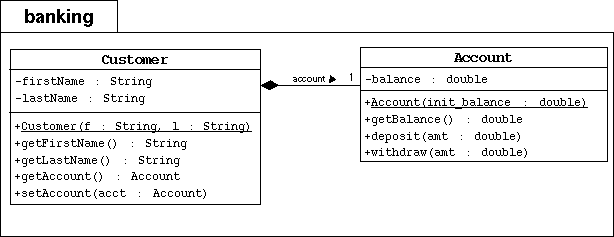 banking
Customer
-firstName : String
-lastName : String
+Customer(f : String, l : String)
+getFirstName() : String
+getLastName() : String
+getAccount() : Account
+setAccount(acct : Account)
account
1
Account
-balance : double
+Account(init_balance : double)
+getBalance() : double
+deposit(amt : double)
+withdraw(amt : double)